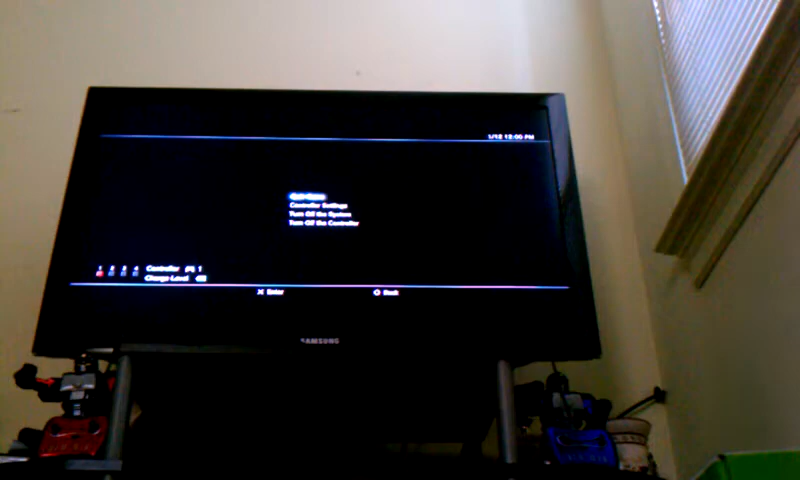 1/12 12:00 PM
Quit Game
Controller Settings
Turn Off the System
Turn Off the Controller
1 2 3 4 Controller 1
Charge Level
Enter Back
SAMSUNG